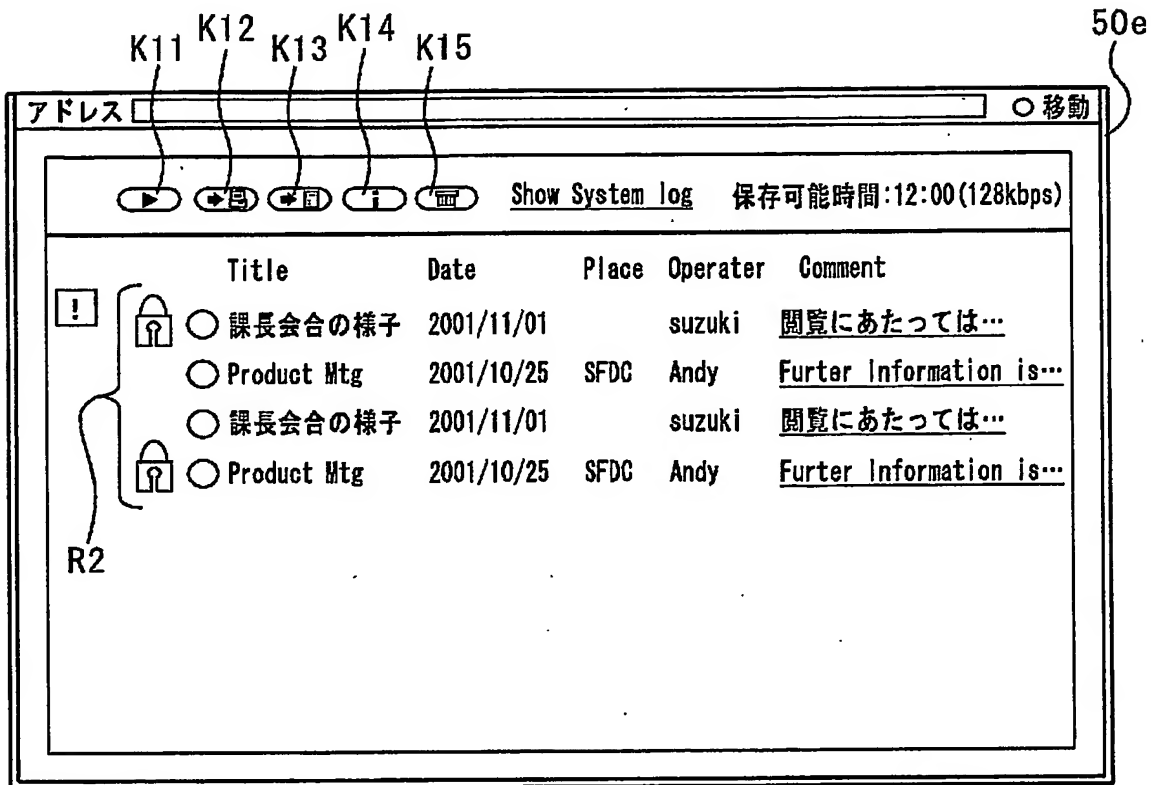 K11 K12 K13 K14 K15 50e
アドレス ○移動
i Show System log 保存可能時間:12:00(128kbps)
Title Date Place Operater Comment
! 課長会合の様子 2001/11/01 suzuki 閲覧にあたっては…
Product Mtg 2001/10/25 SFDC Andy Furter Information is…
課長会合の様子 2001/11/01 suzuki 閲覧にあたっては…
Product Mtg 2001/10/25 SFDC Andy Furter Information is…
R2